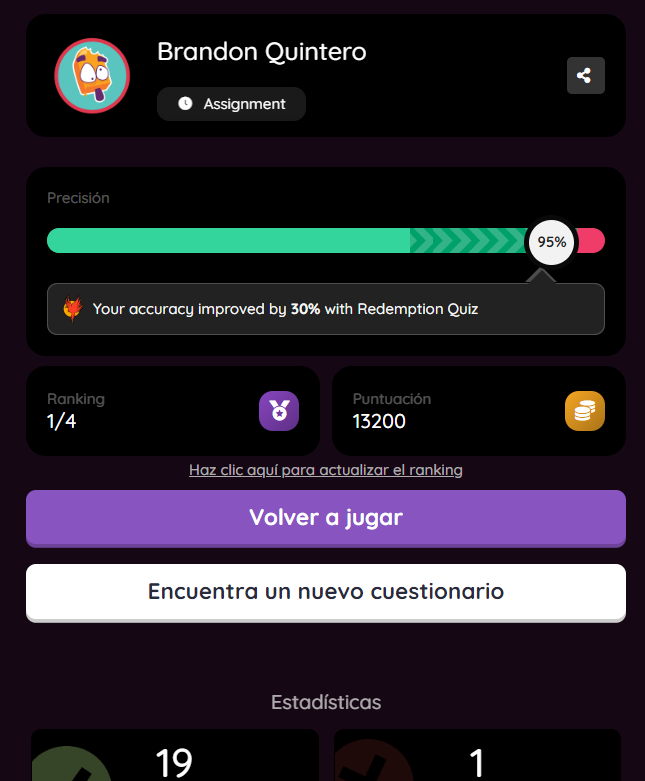 Brandon Quintero
Assignment
Precisión
95%
Your accuracy improved by 30% with Redemption Quiz
Ranking
1/4
Puntuación
13200
Haz clic aquí para actualizar el ranking
Volver a jugar
Encuentra un nuevo cuestionario
Estadísticas
19
1